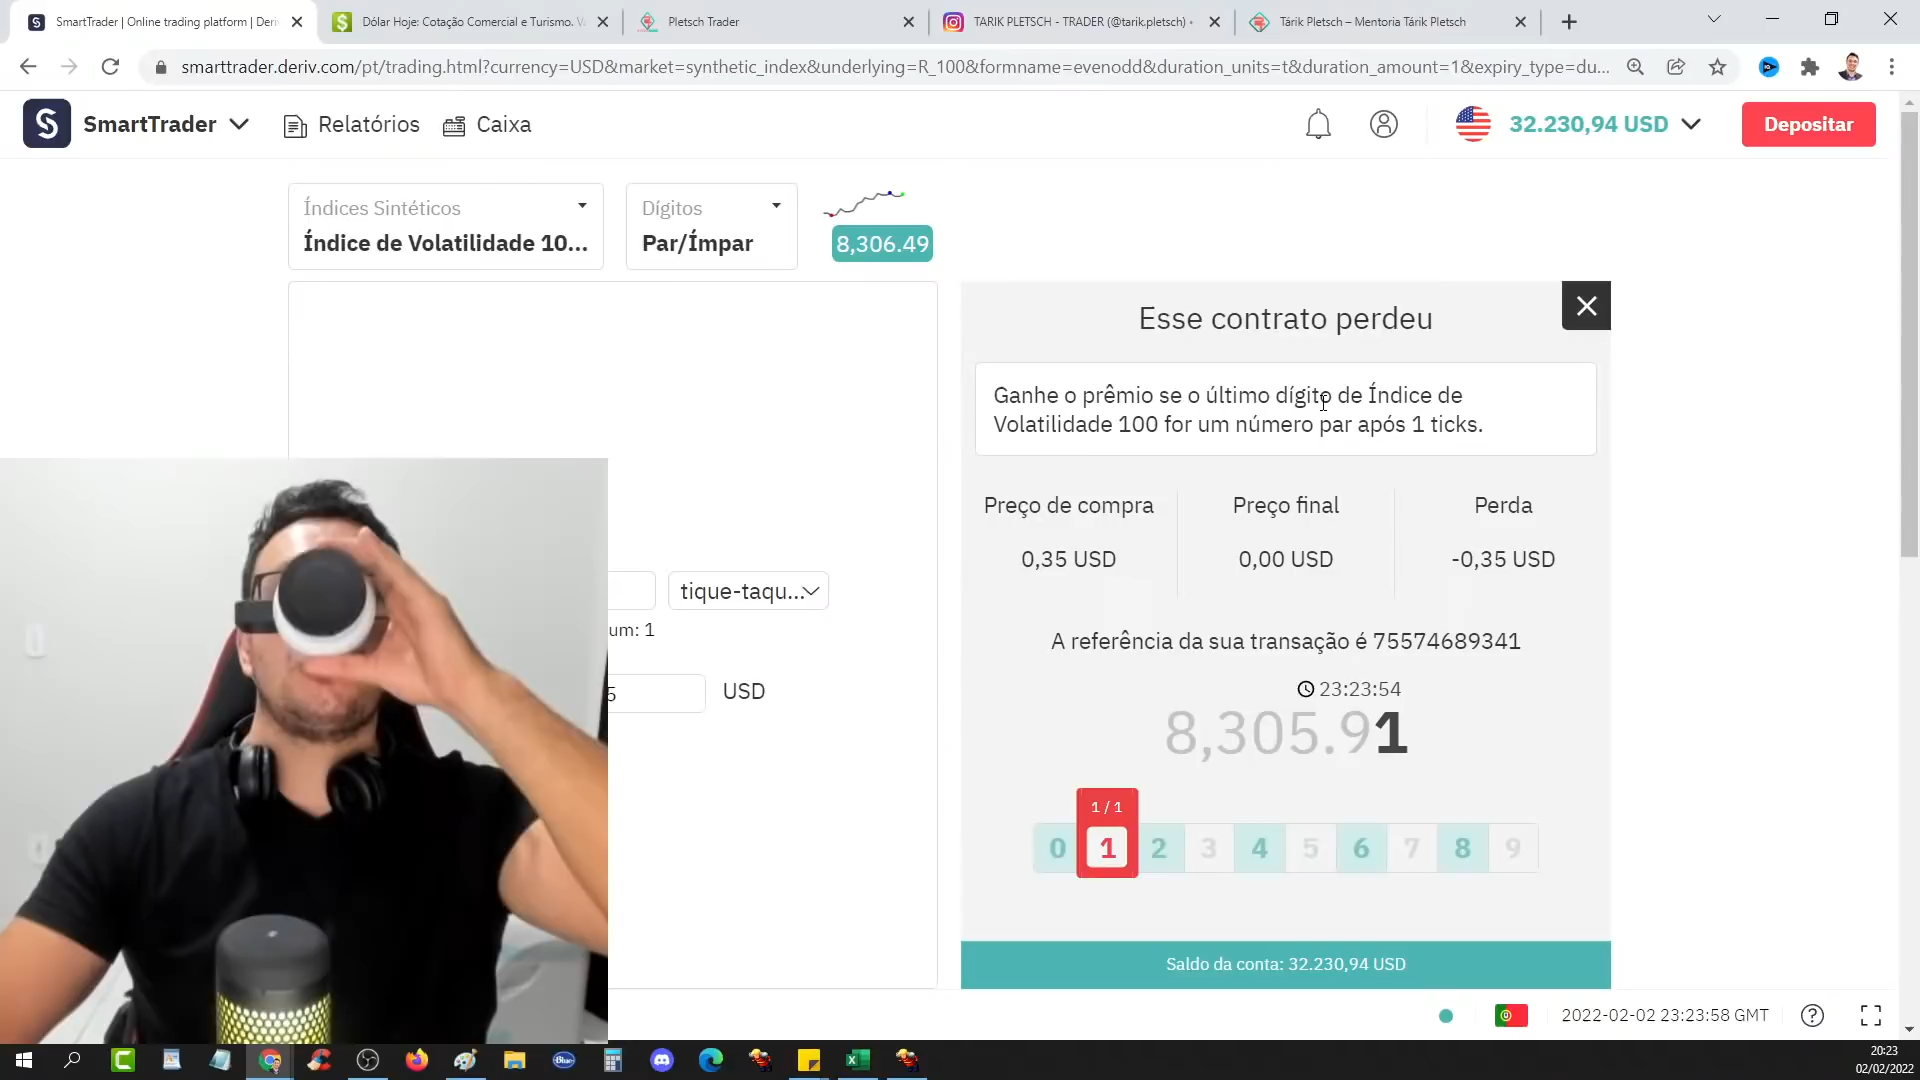 SmartTrader | Online trading platform | Deri
Dólar Hoje: Cotação Comercial e Turismo. V
Pletsch Trader
TARIK PLETSCH - TRADER (@tarik.pletsch) •
Tárik Pletsch – Mentoria Tárik Pletsch
smarttrader.deriv.com/pt/trading.html?currency=USD&market=synthetic_index&underlying=R_100&formname=evenodd&duration_units=t&duration_amount=1&expiry_type=du...
SmartTrader
Relatórios
Caixa
32.230,94 USD
Depositar
Índices Sintéticos
Índice de Volatilidade 10...
Dígitos
Par/Ímpar
8,306.49
Esse contrato perdeu
Ganhe o prêmio se o último dígito de Índice de
Volatilidade 100 for um número par após 1 ticks.
Preço de compra
Preço final
Perda
0,35 USD
0,00 USD
-0,35 USD
tique-taqu...
um: 1
5
USD
A referência da sua transação é 75574689341
23:23:54
8,305.91
1 / 1
0 1 2 3 4 5 6 7 8 9
Saldo da conta: 32.230,94 USD
2022-02-02 23:23:58 GMT
20:23
02/02/2022